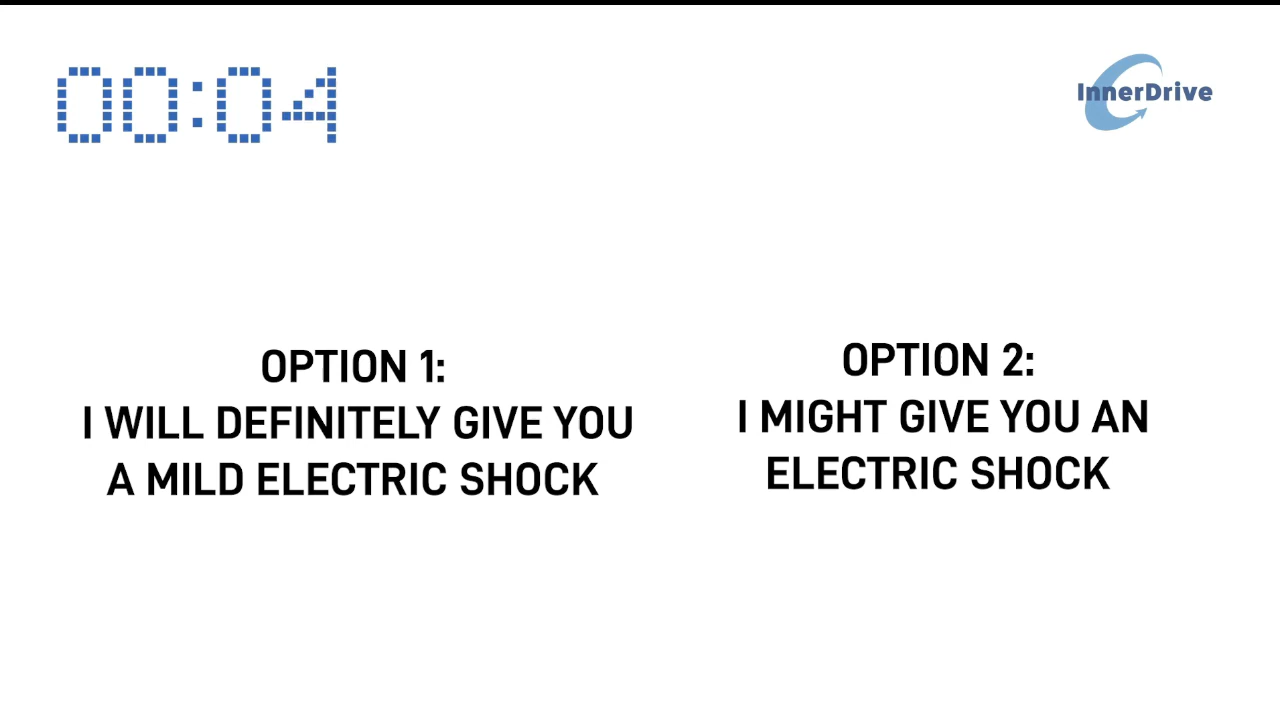 00:04
InnerDrive
OPTION 1:
I WILL DEFINITELY GIVE YOU
A MILD ELECTRIC SHOCK
OPTION 2:
I MIGHT GIVE YOU AN
ELECTRIC SHOCK